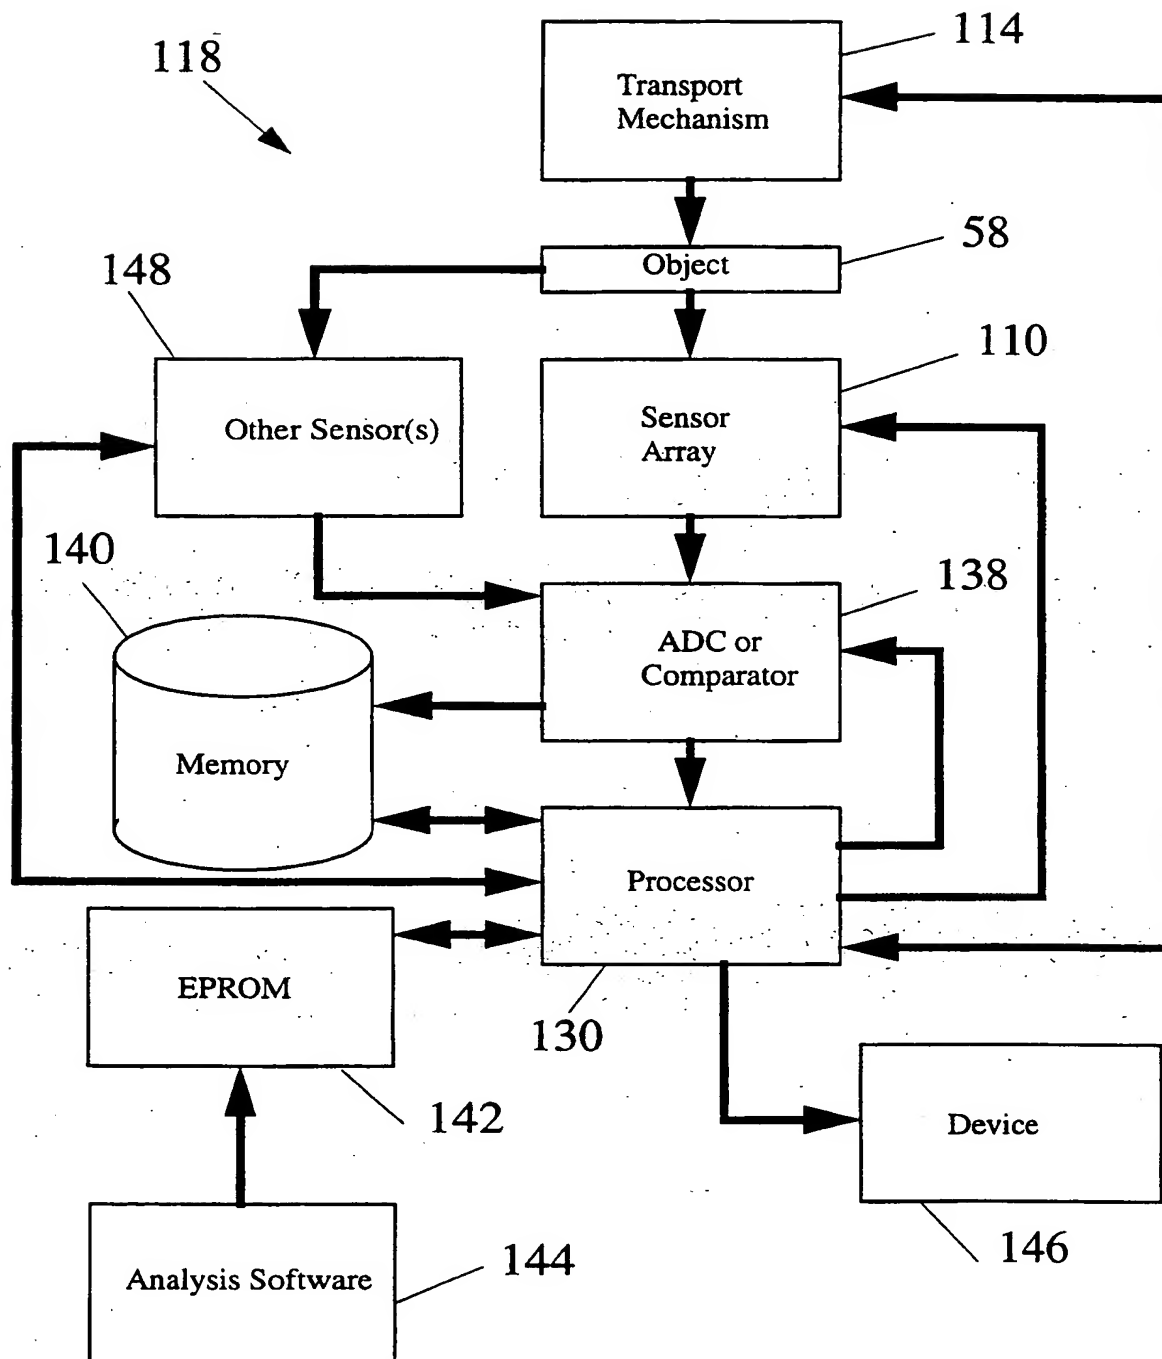 118
114
Transport
Mechanism
58
Object
148
110
Other Sensor(s)
Sensor
Array
140
138
ADC or
Comparator
Memory
Processor
EPROM
130
142
Device
146
Analysis Software
144